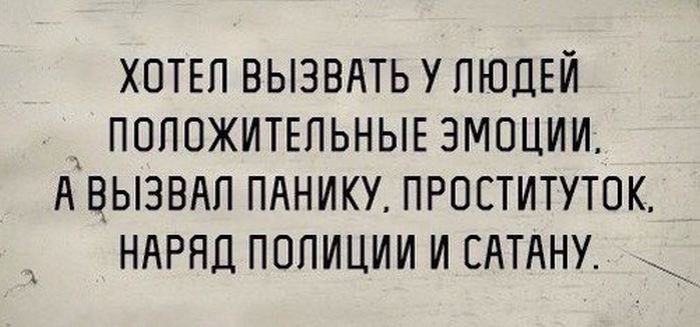 ХОТЕЛ ВЫЗВАТЬ У ЛЮДЕЙ
ПОЛОЖИТЕЛЬНЫЕ ЭМОЦИИ,
А ВЫЗВАЛ ПАНИКУ, ПРОСТИТУТОК,
НАРЯД ПОЛИЦИИ И САТАНУ.